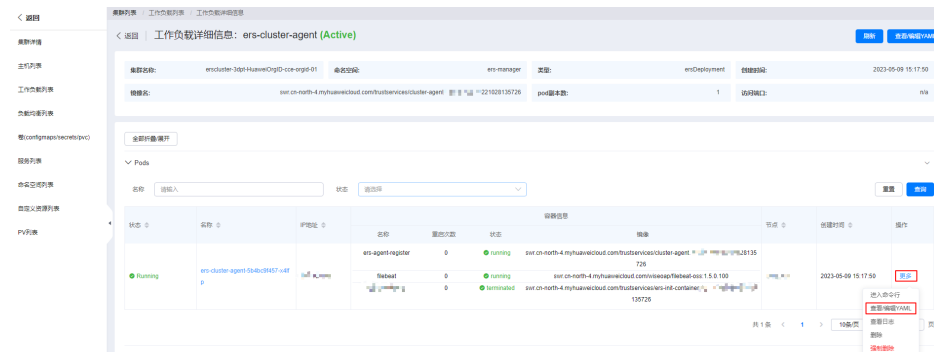 返回
集群详情
主机列表
工作负载列表
负载均衡列表
卷(configmaps/secrets/pvc)
服务列表
命名空间列表
自定义资源列表
PV列表
集群列表 / 工作负载列表 / 工作负载详细信息
返回 | 工作负载详细信息: ers-cluster-agent (Active)
刷新 查看/编辑YAML
集群名称: erscluster-3dpt-HuaweiOrgID-cce-orgid-01 命名空间: ers-manager 类型: ersDeployment 创建时间: 2023-05-09 15:17:50
镜像名: swr.cn-north-4.myhuaweicloud.com/trustservices/cluster-agent 221028135726 pod副本数: 1 访问端口: n/a
全部折叠/展开
Pods
名称 请输入 状态 请选择 重置 查询
状态 名称 IP地址 容器信息 节点 创建时间 操作
名称 重启次数 状态 镜像
ers-agent-register 0 running swr.cn-north-4.myhuaweicloud.com/trustservices/cluster-agent 28135
726
Running ers-cluster-agent-5b4bc9f457-x4lf
p
filebeat 0 running swr.cn-north-4.myhuaweicloud.com/wiseoap/filebeat-oss:1.5.0.100
2023-05-09 15:17:50 更多
0 terminated swr.cn-north-4.myhuaweicloud.com/trustservices/ers-init-container
135726
进入命令行
查看/编辑YAML
查看日志
删除
强制删除
共 1 条 1 10条/页 页